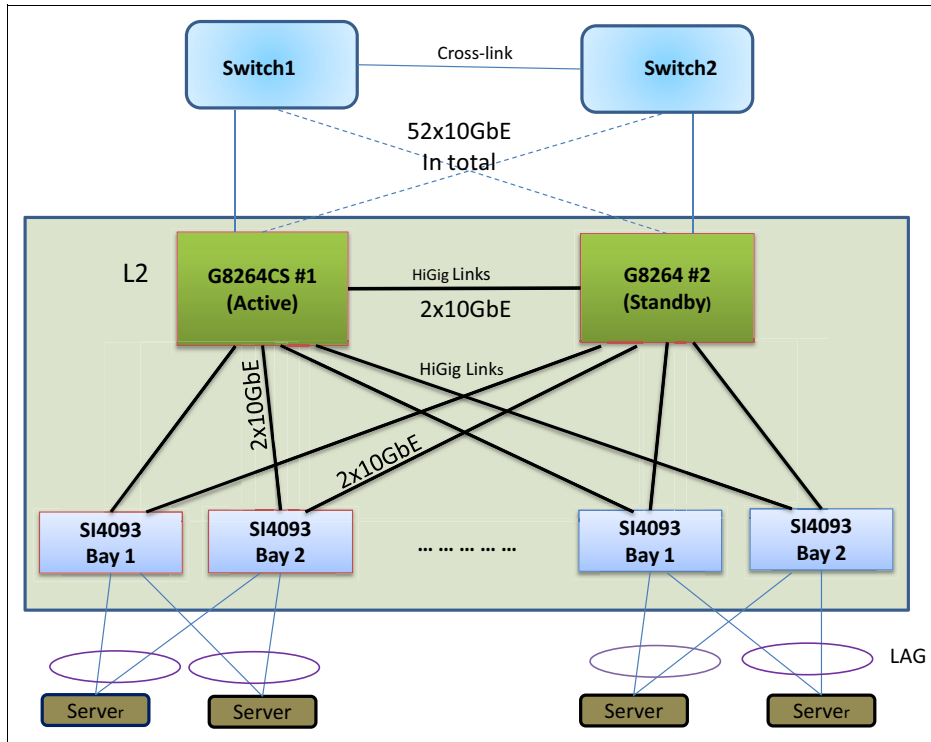 Cross-link
Switch1
Switch2
52x10GbE
In total
L2
G8264CS #1
(Active)
HiGig Links
2x10GbE
G8264 #2
(Standby)
HiGig Links
2x10GbE
2x10GbE
SI4093
Bay 1
SI4093
Bay 2
... ... ... ... ...
SI4093
Bay 1
SI4093
Bay 2
LAG
Server
Server
Server
Server